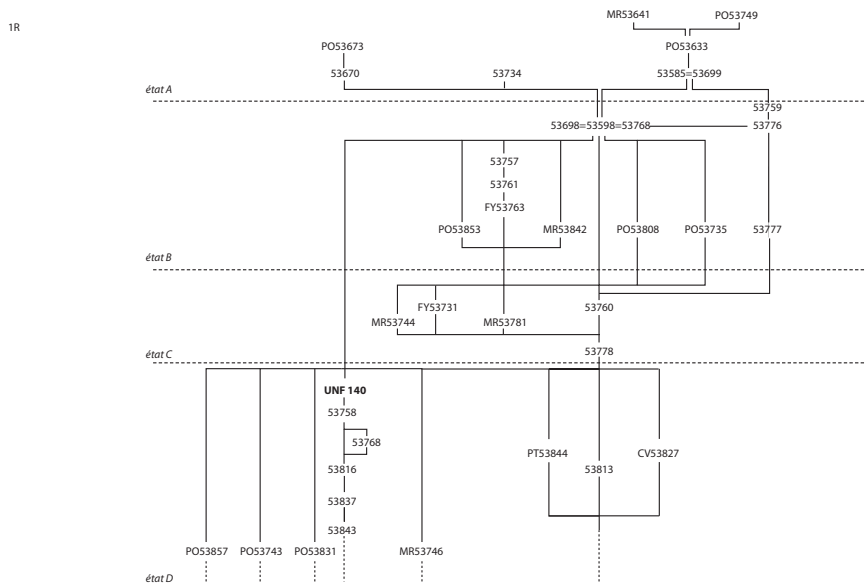 MR53641 PO53749
1R
PO53673 PO53633
53670 53734 53585=53699
état A
53759
53698=53598=53768 53776
53757
53761
FY53763
PO53853 MR53842 PO53808 PO53735 53777
état B
FY53731 53760
MR53744 MR53781
53778
état C
UNF 140
53758
53768
PT53844 CV53827
53816 53813
53837
53843
PO53857 PO53743 PO53831 MR53746
état D